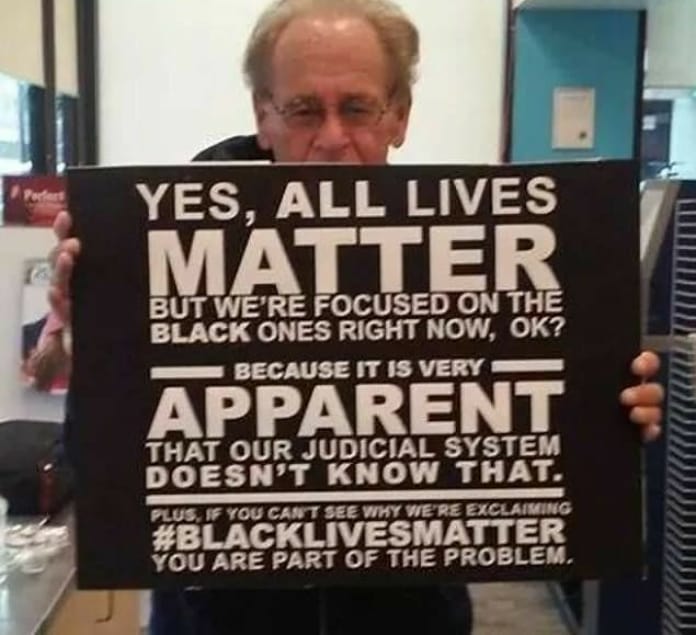 Perfect
YES, ALL LIVES
MATTER
BUT WE'RE FOCUSED ON THE
BLACK ONES RIGHT NOW, OK?
BECAUSE IT IS VERY
APPARENT
THAT OUR JUDICIAL SYSTEM
DOESN'T KNOW THAT.
PLUS, IF YOU CAN'T SEE WHY WE'RE EXCLAIMING
#BLACKLIVESMATTER
YOU ARE PART OF THE PROBLEM.